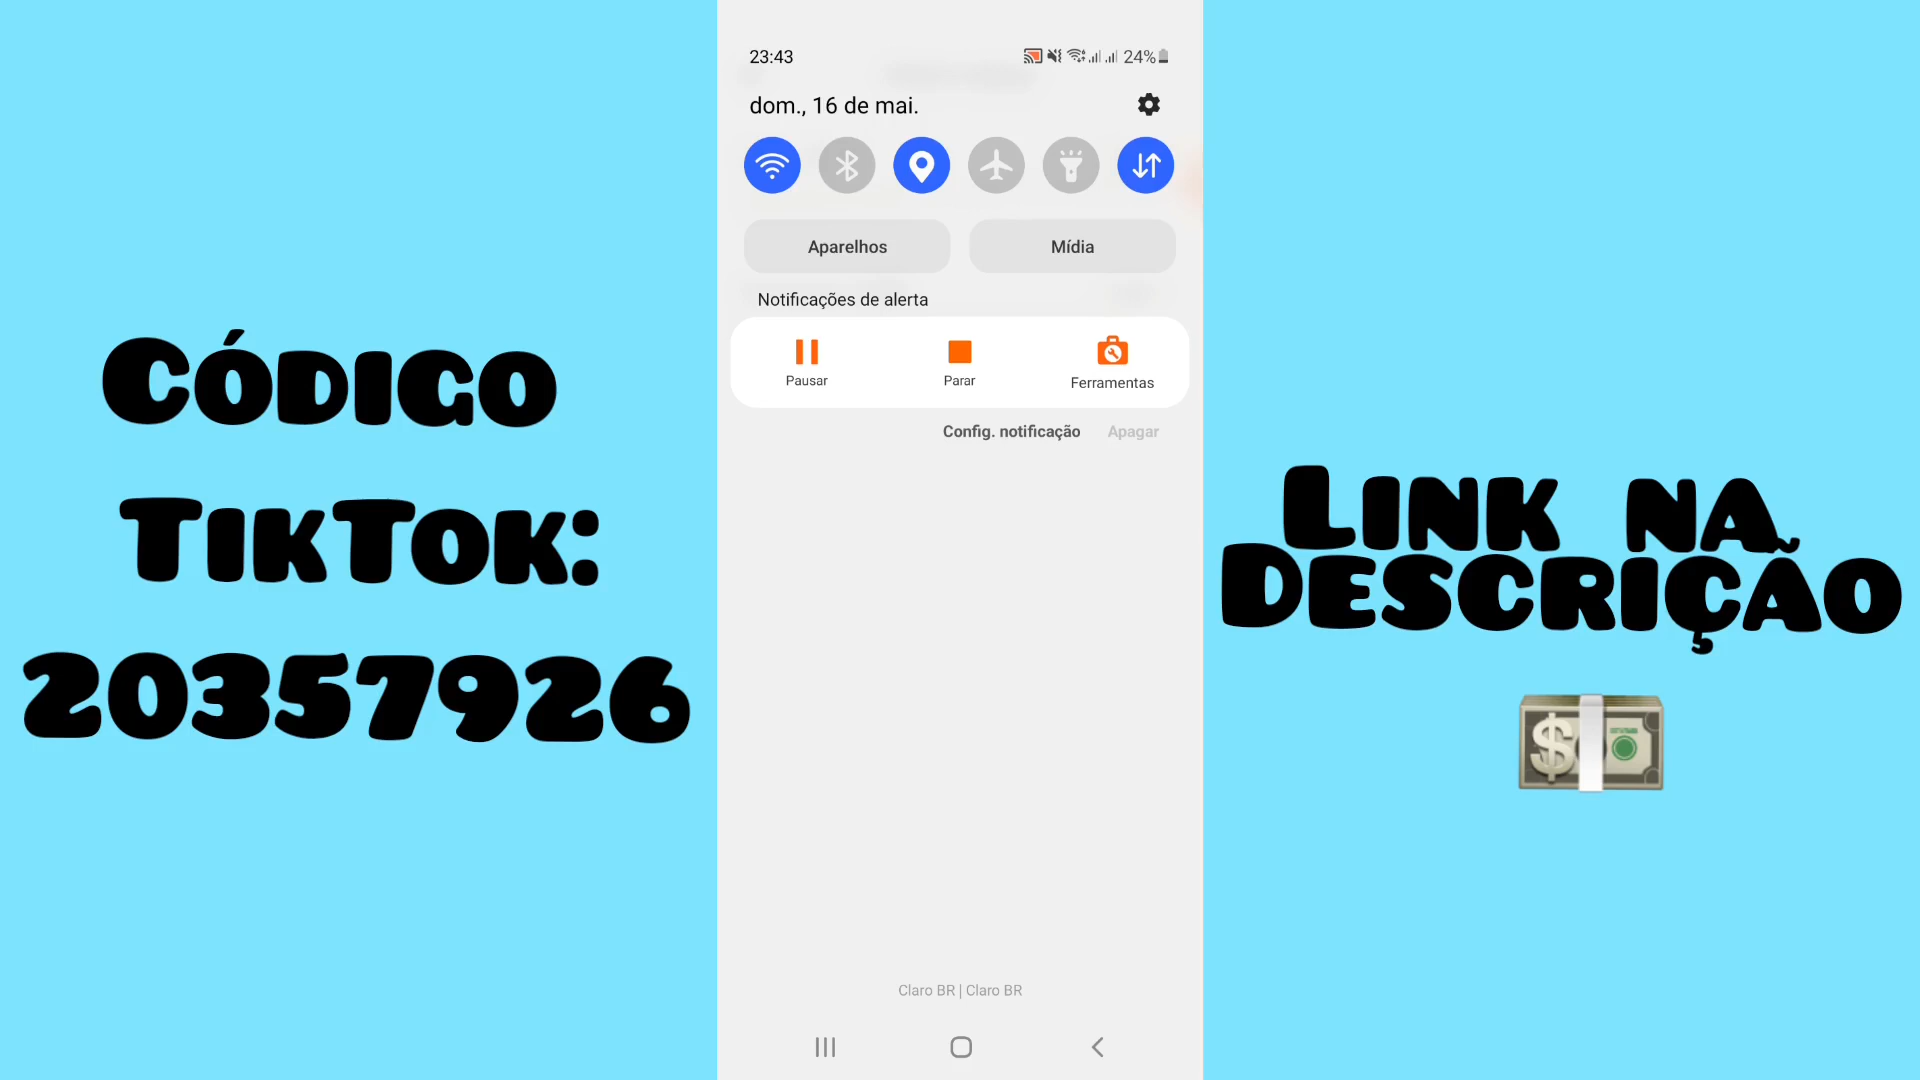 Código
TikTok:
20357926
23:43
24%
dom., 16 de mai.
Aparelhos
Mídia
Notificações de alerta
Pausar
Parar
Ferramentas
Config. notificação
Apagar
Claro BR | Claro BR
Link na
Descrição